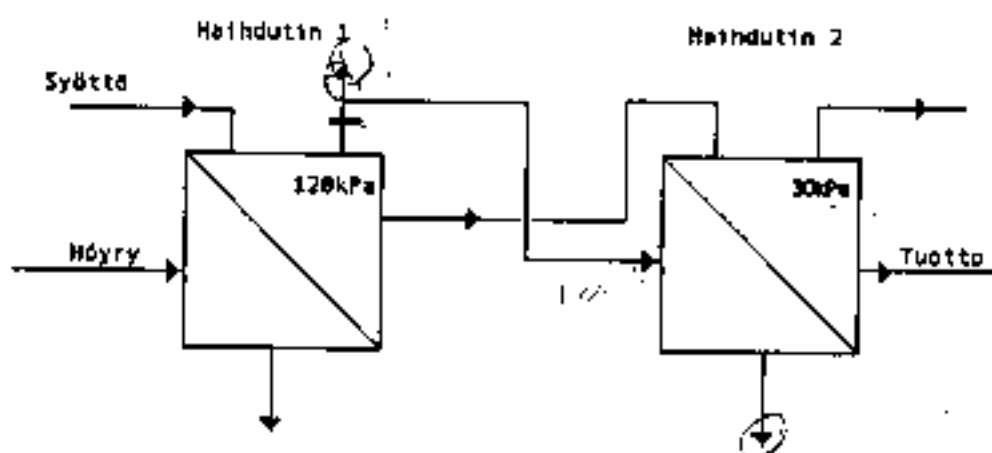 Haihdutin 1
Haihdutin 2
Syöttö
120kPa
30kPa
Höyry
Tuotto